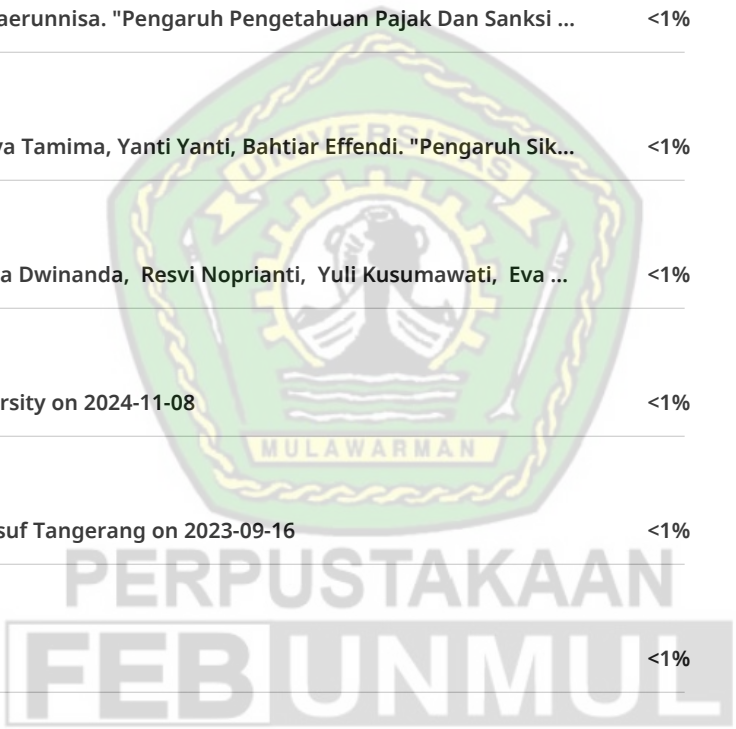 aerunnisa. "Pengaruh Pengetahuan Pajak Dan Sanksi ... <1%
va Tamima, Yanti Yanti, Bahtiar Effendi. "Pengaruh Sik... <1%
UNIVERSITAS
a Dwinanda, Resvi Noprianti, Yuli Kusumawati, Eva ... <1%
rsity on 2024-11-08 <1%
MULAWARMAN
suf Tangerang on 2023-09-16 <1%
PERPUSTAKAAN
<1%
FEB UNMUL